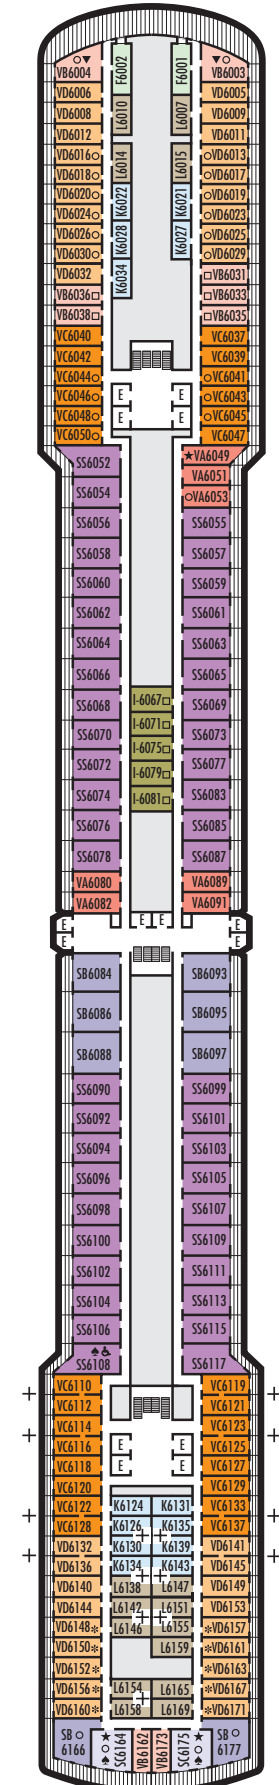 VB6004 F6002 F6001 VB6003
VD6006 L6010 L6007 VD6005
VD6008 VD6009
VD6012 VD6011
VD6016 L6014 L6015 VD6013
VD6018 VD6017
VD6020 K6022 K6021 VD6019
VD6024 VD6023
VD6026 K6028 K6027 VD6025
VD6030 VD6029
VD6032 K6034 VB6031
VB6036 VB6033
VB6038 VB6035
VC6040 VC6037
VC6042 VC6039
VC6044 VC6041
VC6046 E E VC6043
VC6048 E E VC6045
VC6050 VC6047
SS6052 VA6049
VA6051
SS6054 VA6053
SS6056 SS6055
SS6058 SS6057
SS6060 SS6059
SS6062 SS6061
SS6064 SS6063
SS6066 SS6065
SS6068 I-6067 SS6069
I-6071
SS6070 SS6073
I-6075
SS6072 I-6079 SS6077
SS6074 I-6081 SS6083
SS6076 SS6085
SS6078 SS6087
VA6080 VA6089
VA6082 VA6091
E E E E
E E
SB6084 SB6093
SB6086 SB6095
SB6088 SB6097
SS6090 SS6099
SS6092 SS6101
SS6094 SS6103
SS6096 SS6105
SS6098 SS6107
SS6100 SS6109
SS6102 SS6111
SS6104 SS6113
SS6106 SS6115
SS6108 SS6117
VC6110 VC6119
VC6112 VC6121
VC6114 VC6123
VC6116 E E VC6125
VC6118 E E VC6127
VC6120 VC6129
VC6122 K6124 K6131 VC6133
VC6128 K6126 K6135 VC6137
VD6132 K6130 K6139 VD6141
VD6136 K6134 K6143 VD6145
VD6140 L6138 L6147 VD6149
VD6144 L6142 L6151 VD6153
VD6148 L6146 L6155 VD6157
VD6150 L6159 VD6161
VD6152 VD6163
VD6156 L6154 L6165 VD6167
VD6160 L6158 L6169 VD6171
SB 6166 SC6164 VB6162 VB6173 SC6175 SB 6177